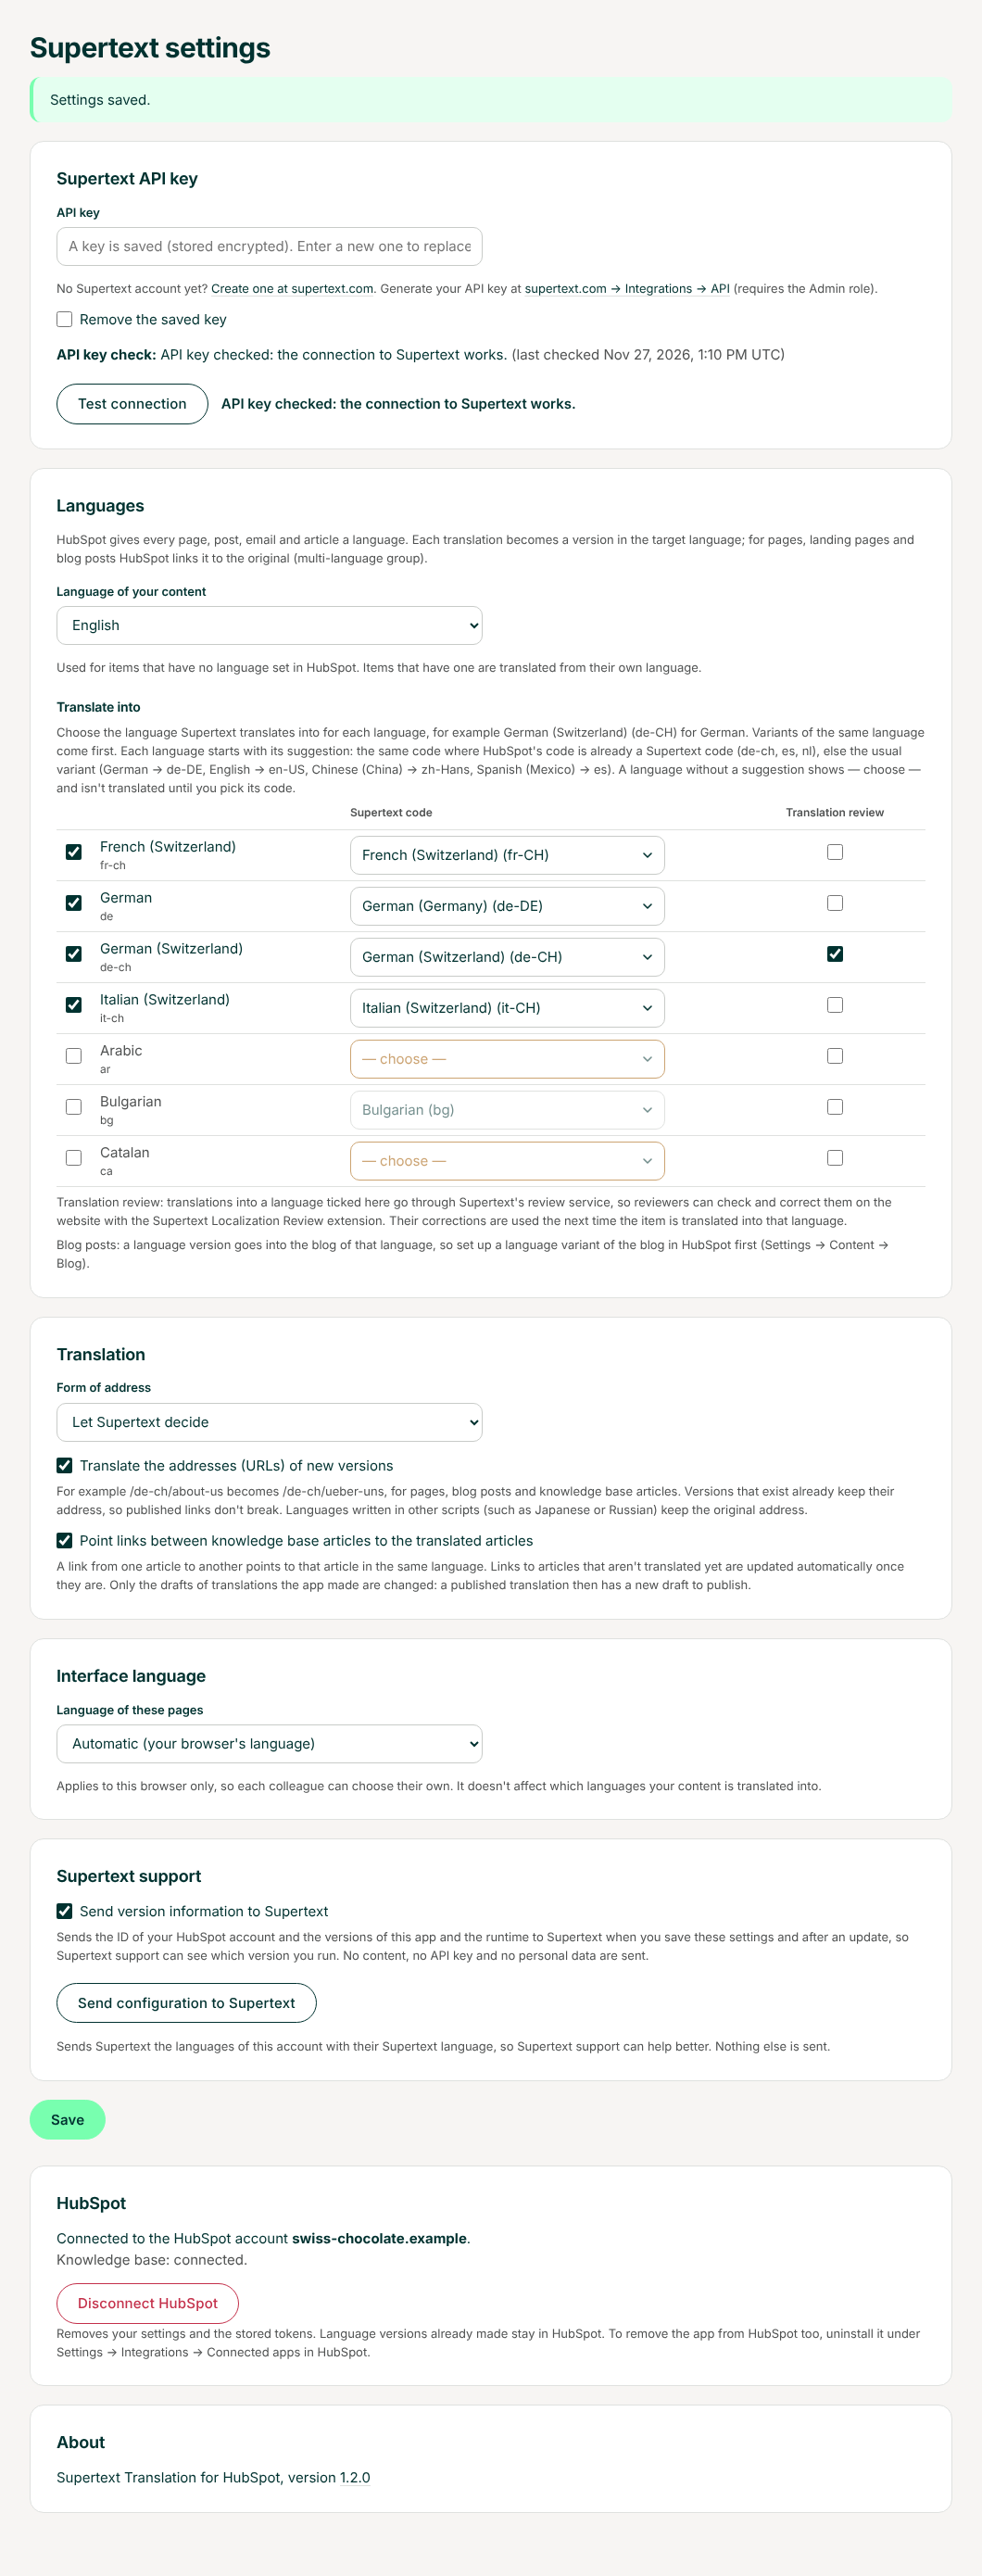 Supertext settings
Settings saved.
Supertext API key
API key
A key is saved (stored encrypted). Enter a new one to replace
No Supertext account yet? Create one at supertext.com. Generate your API key at supertext.com → Integrations → API (requires the Admin role).
Remove the saved key
API key check: API key checked: the connection to Supertext works. (last checked Nov 27, 2026, 1:10 PM UTC)
Test connection API key checked: the connection to Supertext works.
Languages
HubSpot gives every page, post, email and article a language. Each translation becomes a version in the target language; for pages, landing pages and
blog posts HubSpot links it to the original (multi-language group).
Language of your content
English
Used for items that have no language set in HubSpot. Items that have one are translated from their own language.
Translate into
Choose the language Supertext translates into for each language, for example German (Switzerland) (de-CH) for German. Variants of the same language
come first. Each language starts with its suggestion: the same code where HubSpot's code is already a Supertext code (de-ch, es, nl), else the usual
variant (German → de-DE, English → en-US, Chinese (China) → zh-Hans, Spanish (Mexico) → es). A language without a suggestion shows — choose —
and isn't translated until you pick its code.
Supertext code Translation review
French (Switzerland) French (Switzerland) (fr-CH)
fr-ch
German German (Germany) (de-DE)
de
German (Switzerland) German (Switzerland) (de-CH)
de-ch
Italian (Switzerland) Italian (Switzerland) (it-CH)
it-ch
Arabic — choose —
ar
Bulgarian Bulgarian (bg)
bg
Catalan — choose —
ca
Translation review: translations into a language ticked here go through Supertext's review service, so reviewers can check and correct them on the
website with the Supertext Localization Review extension. Their corrections are used the next time the item is translated into that language.
Blog posts: a language version goes into the blog of that language, so set up a language variant of the blog in HubSpot first (Settings → Content →
Blog).
Translation
Form of address
Let Supertext decide
Translate the addresses (URLs) of new versions
For example /de-ch/about-us becomes /de-ch/ueber-uns, for pages, blog posts and knowledge base articles. Versions that exist already keep their
address, so published links don't break. Languages written in other scripts (such as Japanese or Russian) keep the original address.
Point links between knowledge base articles to the translated articles
A link from one article to another points to that article in the same language. Links to articles that aren't translated yet are updated automatically once
they are. Only the drafts of translations the app made are changed: a published translation then has a new draft to publish.
Interface language
Language of these pages
Automatic (your browser's language)
Applies to this browser only, so each colleague can choose their own. It doesn't affect which languages your content is translated into.
Supertext support
Send version information to Supertext
Sends the ID of your HubSpot account and the versions of this app and the runtime to Supertext when you save these settings and after an update, so
Supertext support can see which version you run. No content, no API key and no personal data are sent.
Send configuration to Supertext
Sends Supertext the languages of this account with their Supertext language, so Supertext support can help better. Nothing else is sent.
Save
HubSpot
Connected to the HubSpot account swiss-chocolate.example.
Knowledge base: connected.
Disconnect HubSpot
Removes your settings and the stored tokens. Language versions already made stay in HubSpot. To remove the app from HubSpot too, uninstall it under
Settings → Integrations → Connected apps in HubSpot.
About
Supertext Translation for HubSpot, version 1.2.0